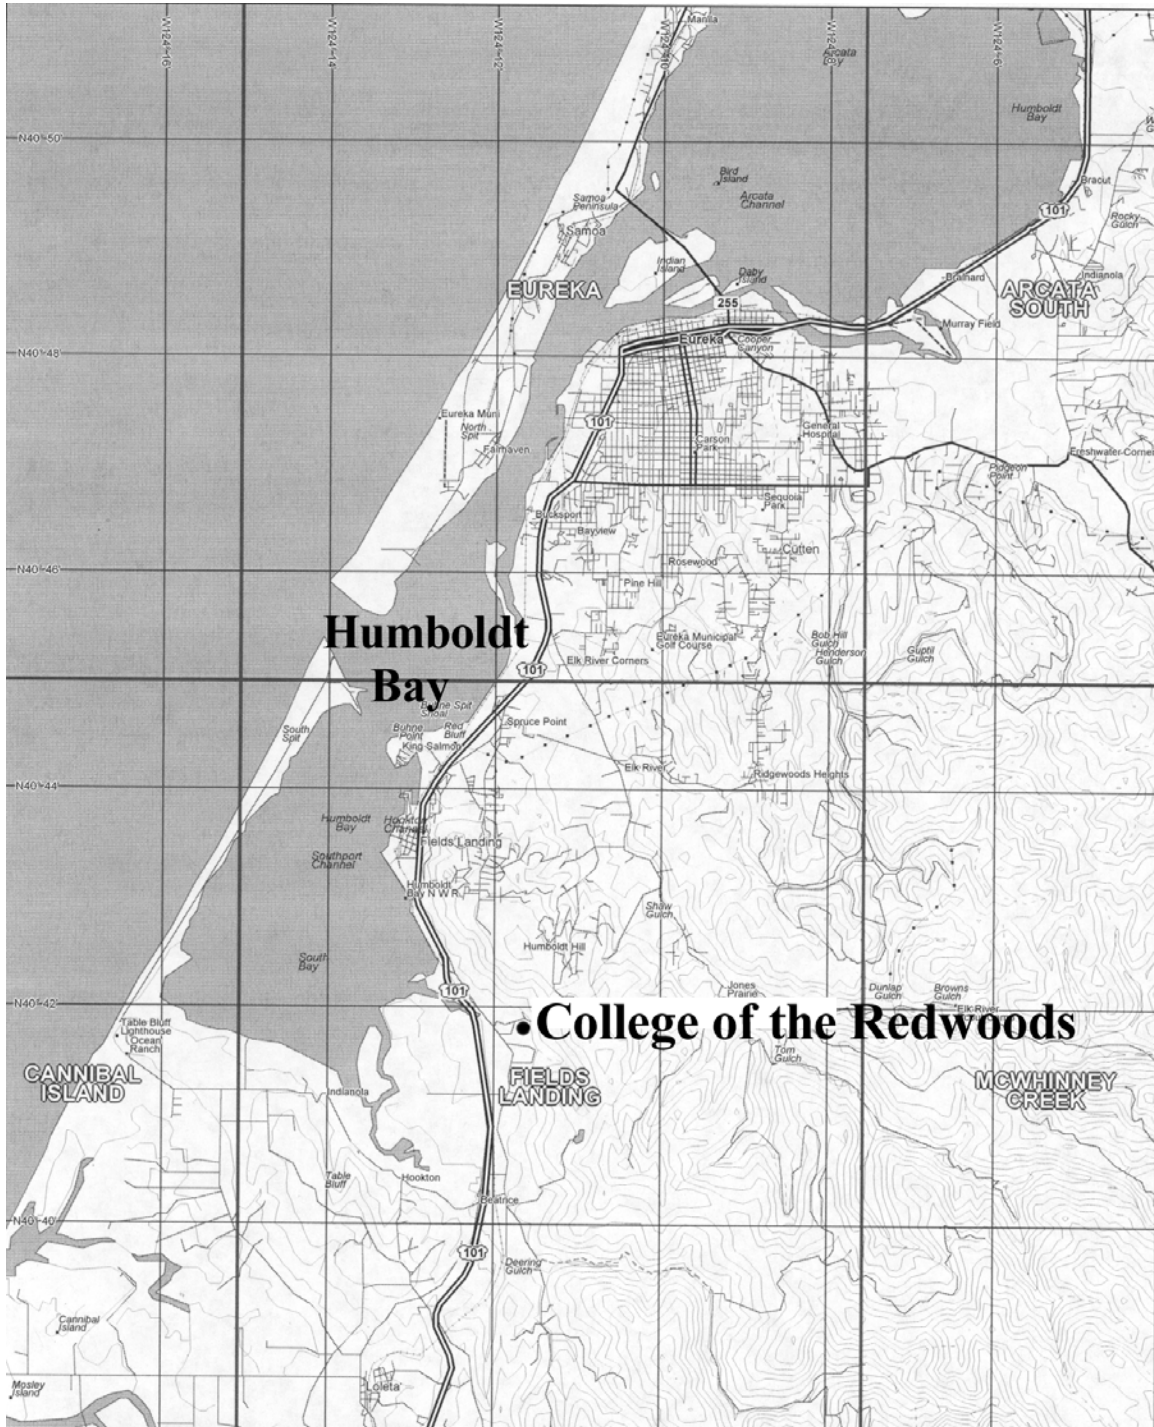 W124° 16'
W124° 14'
W124° 12'
W124° 10'
W124° 8'
W124° 6'
Manila
Arcata
Bay
Humboldt
Bay
N40° 50'
Bird
Island
Bracut
Samoa
Peninsula
Arcata
Channel
101
Rocky
Gulch
Samoa
Indian
Island
Daby
Island
Brainard
Indianola
EUREKA
ARCATA
SOUTH
255
Murray Field
N40° 48'
Eureka
Cooper
Canyon
Eureka Muni
North
Spit
101
Carson
Park
General
Hospital
Fairhaven
Freshwater Corner
Pidgeon
Point
Sequoia
Park
Bucksport
Bayview
Cutten
N40° 46'
Rosewood
Pine Hill
Humboldt
Bay
Eureka Municipal
Golf Course
Bob Hill
Gulch
Henderson
Gulch
Guptil
Gulch
Elk River Corners
101
Buhne Spit
Shoal
South
Spit
Buhne
Point
Red
Bluff
Spruce Point
King Salmon
Elk River
Ridgewoods Heights
N40° 44'
Humboldt
Bay
Hookton
Channel
Fields Landing
Southport
Channel
Humboldt
Bay N W R
Shaw
Gulch
Humboldt Hill
South
Bay
Jones
Prairie
Dunlap
Gulch
Browns
Gulch
N40° 42'
101
Elk River
•College of the Redwoods
Table Bluff
Lighthouse
Ocean
Ranch
Tom
Gulch
CANNIBAL
ISLAND
FIELDS
LANDING
MCWHINNEY
CREEK
Indianola
Table
Bluff
Hookton
Beatrice
N40° 40'
101
Deering
Gulch
Cannibal
Island
Mosley
Island
Loleta